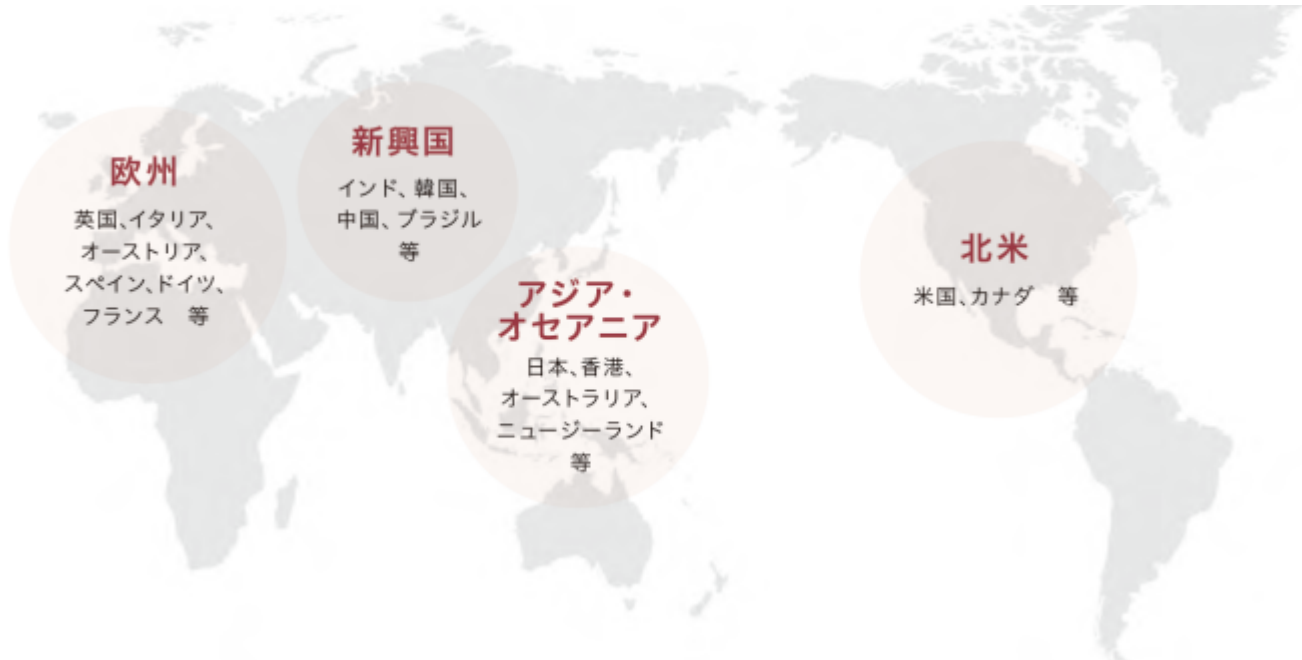 欧州
英国、イタリア、
オーストリア、
スペイン、ドイツ、
フランス　等
新興国
インド、韓国、
中国、ブラジル
等
アジア・
オセアニア
日本、香港、
オーストラリア、
ニュージーランド
等
北米
米国、カナダ　等